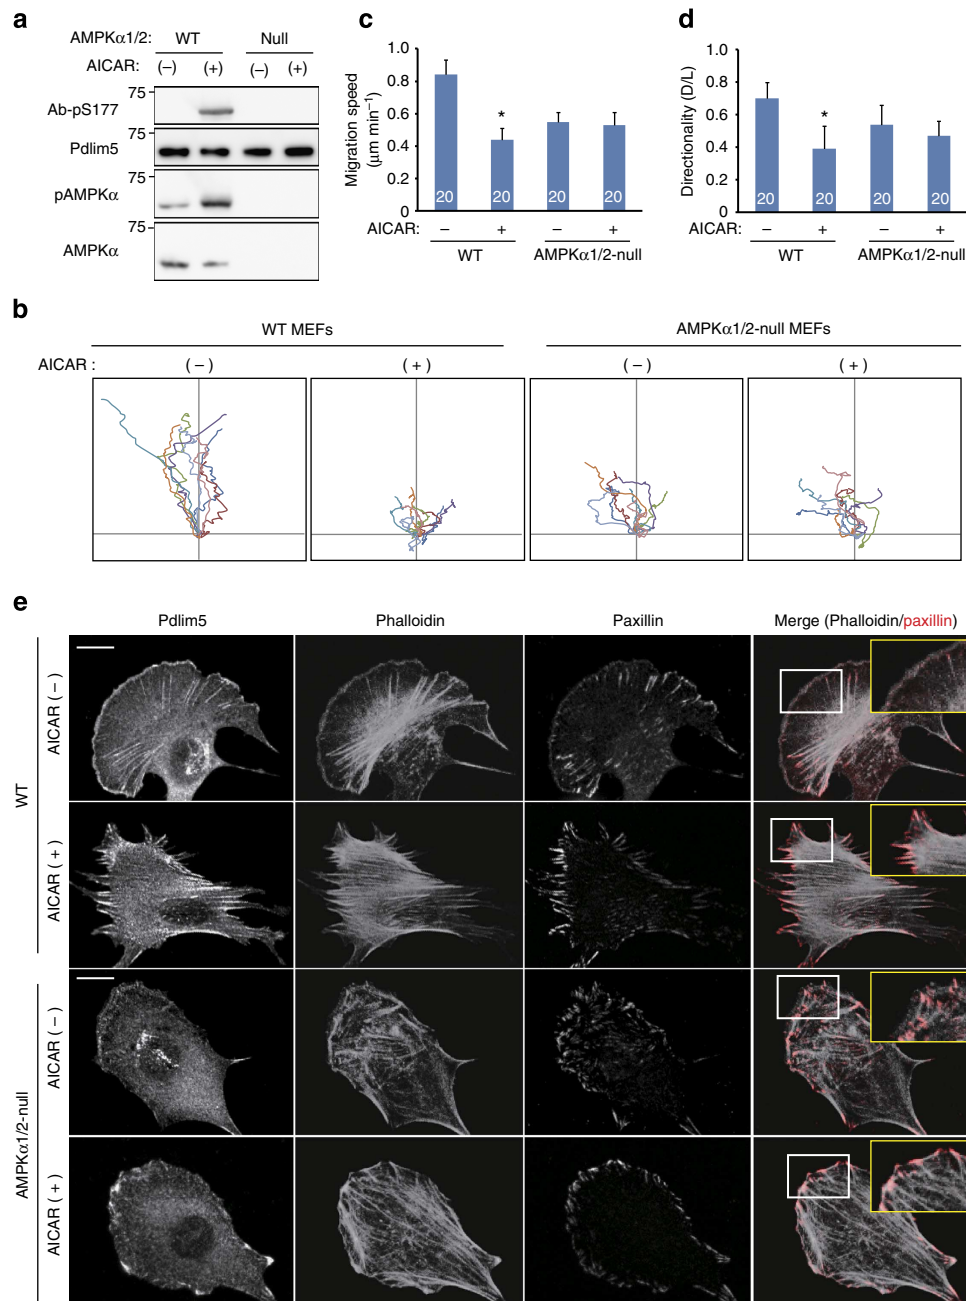 a
AMPKα1/2: WT Null
AICAR: (–) (+) (–) (+)
Ab-pS177 75
Pdlim5 75
pAMPKα 75
AMPKα 75
c
Migration speed
(μm min⁻¹)
1.0
0.8
0.6
0.4
0.2
0
*
20 20 20 20
AICAR: – + – +
WT AMPKα1/2-null
d
Directionality (D/L)
1.0
0.8
0.6
0.4
0.2
0
*
20 20 20 20
AICAR: – + – +
WT AMPKα1/2-null
b
WT MEFs AMPKα1/2-null MEFs
AICAR : ( – ) ( + ) ( – ) ( + )
e
Pdlim5 Phalloidin Paxillin Merge (Phalloidin/paxillin)
WT
AICAR ( – )
AICAR ( + )
AMPKα1/2-null
AICAR ( – )
AICAR ( + )